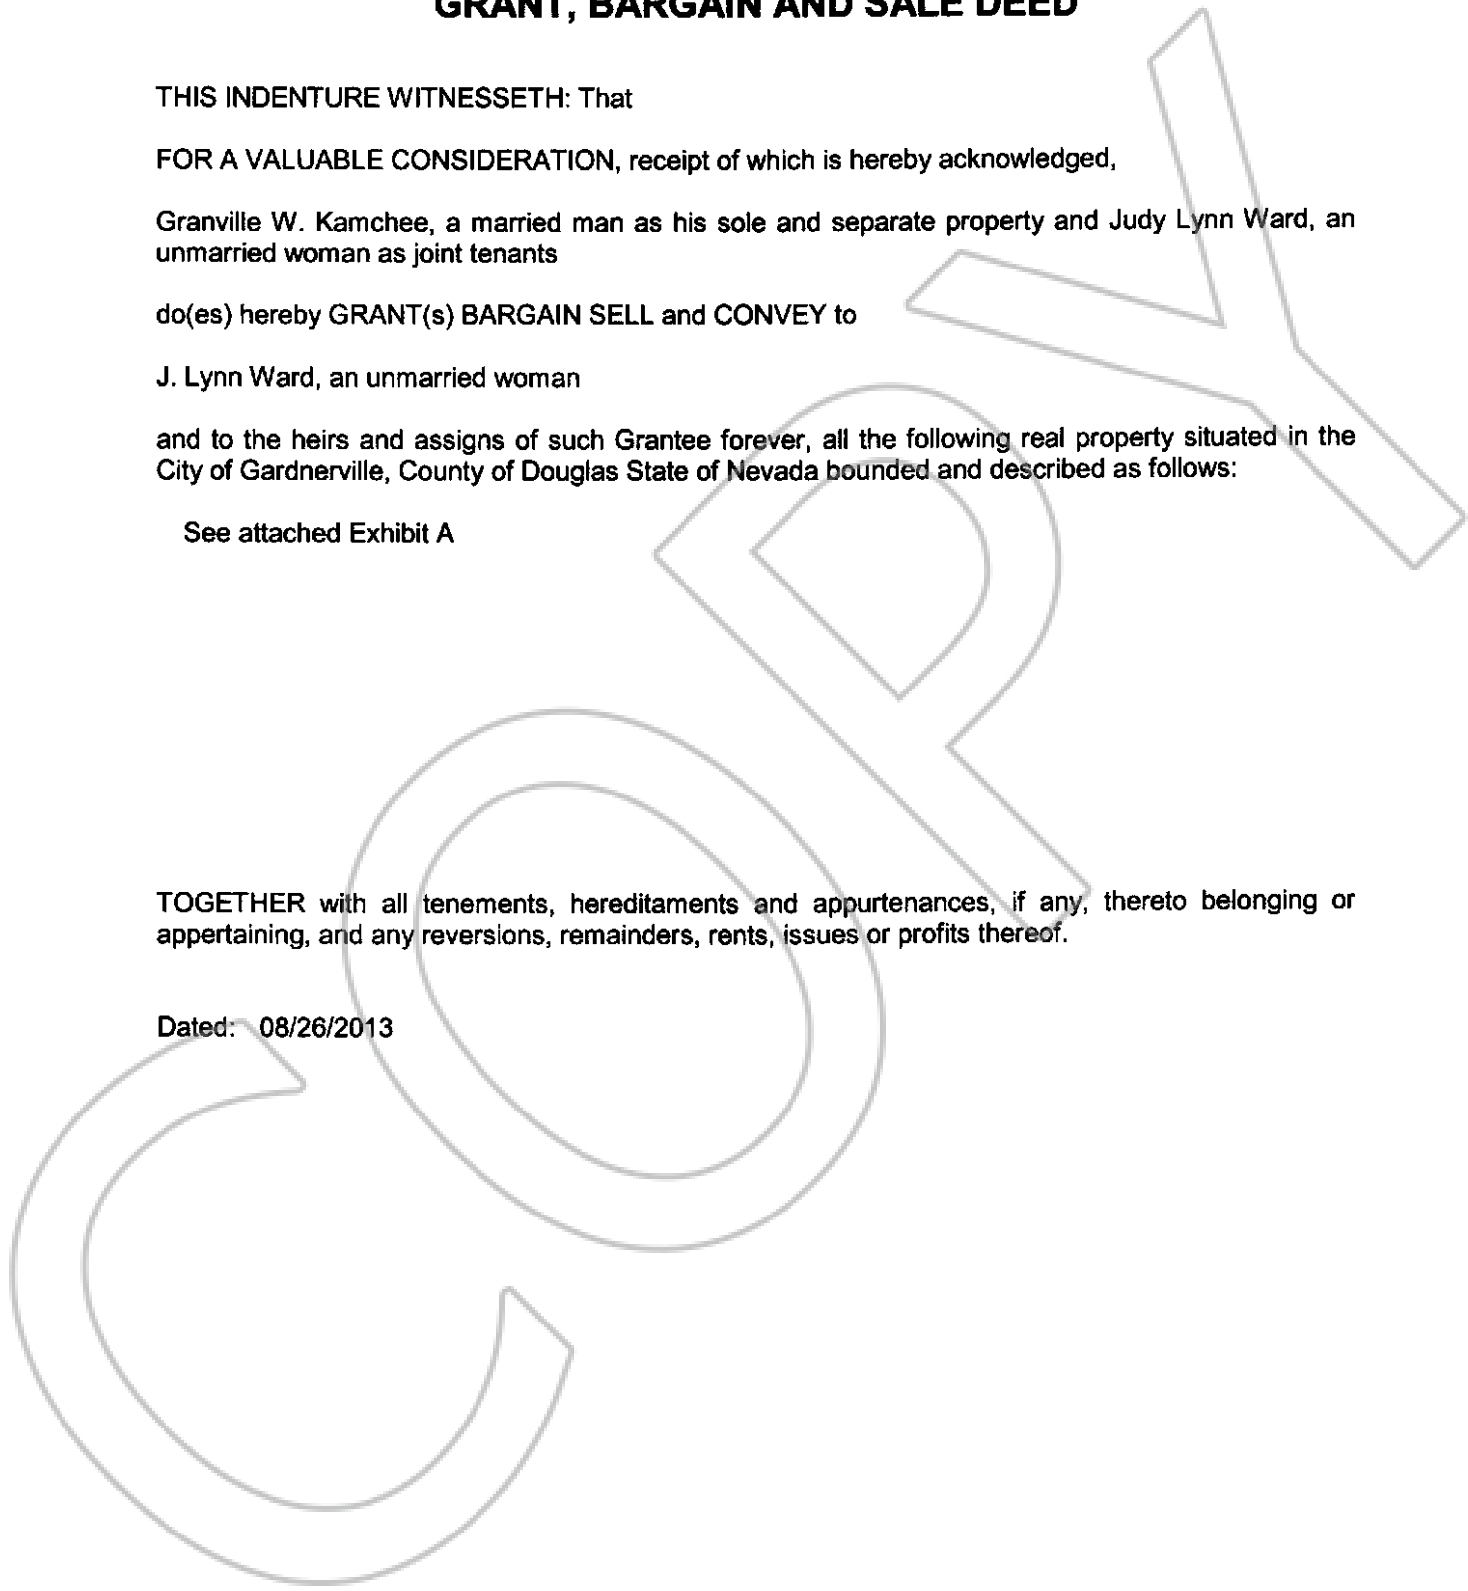 GRANT, BARGAIN AND SALE DEED
THIS INDENTURE WITNESSETH: That
FOR A VALUABLE CONSIDERATION, receipt of which is hereby acknowledged,
Granville W. Kamchee, a married man as his sole and separate property and Judy Lynn Ward, an
unmarried woman as joint tenants
do(es) hereby GRANT(s) BARGAIN SELL and CONVEY to
J. Lynn Ward, an unmarried woman
and to the heirs and assigns of such Grantee forever, all the following real property situated in the
City of Gardnerville, County of Douglas State of Nevada bounded and described as follows:
See attached Exhibit A
TOGETHER with all tenements, hereditaments and appurtenances, if any, thereto belonging or
appertaining, and any reversions, remainders, rents, issues or profits thereof.
Dated: 08/26/2013
COPY